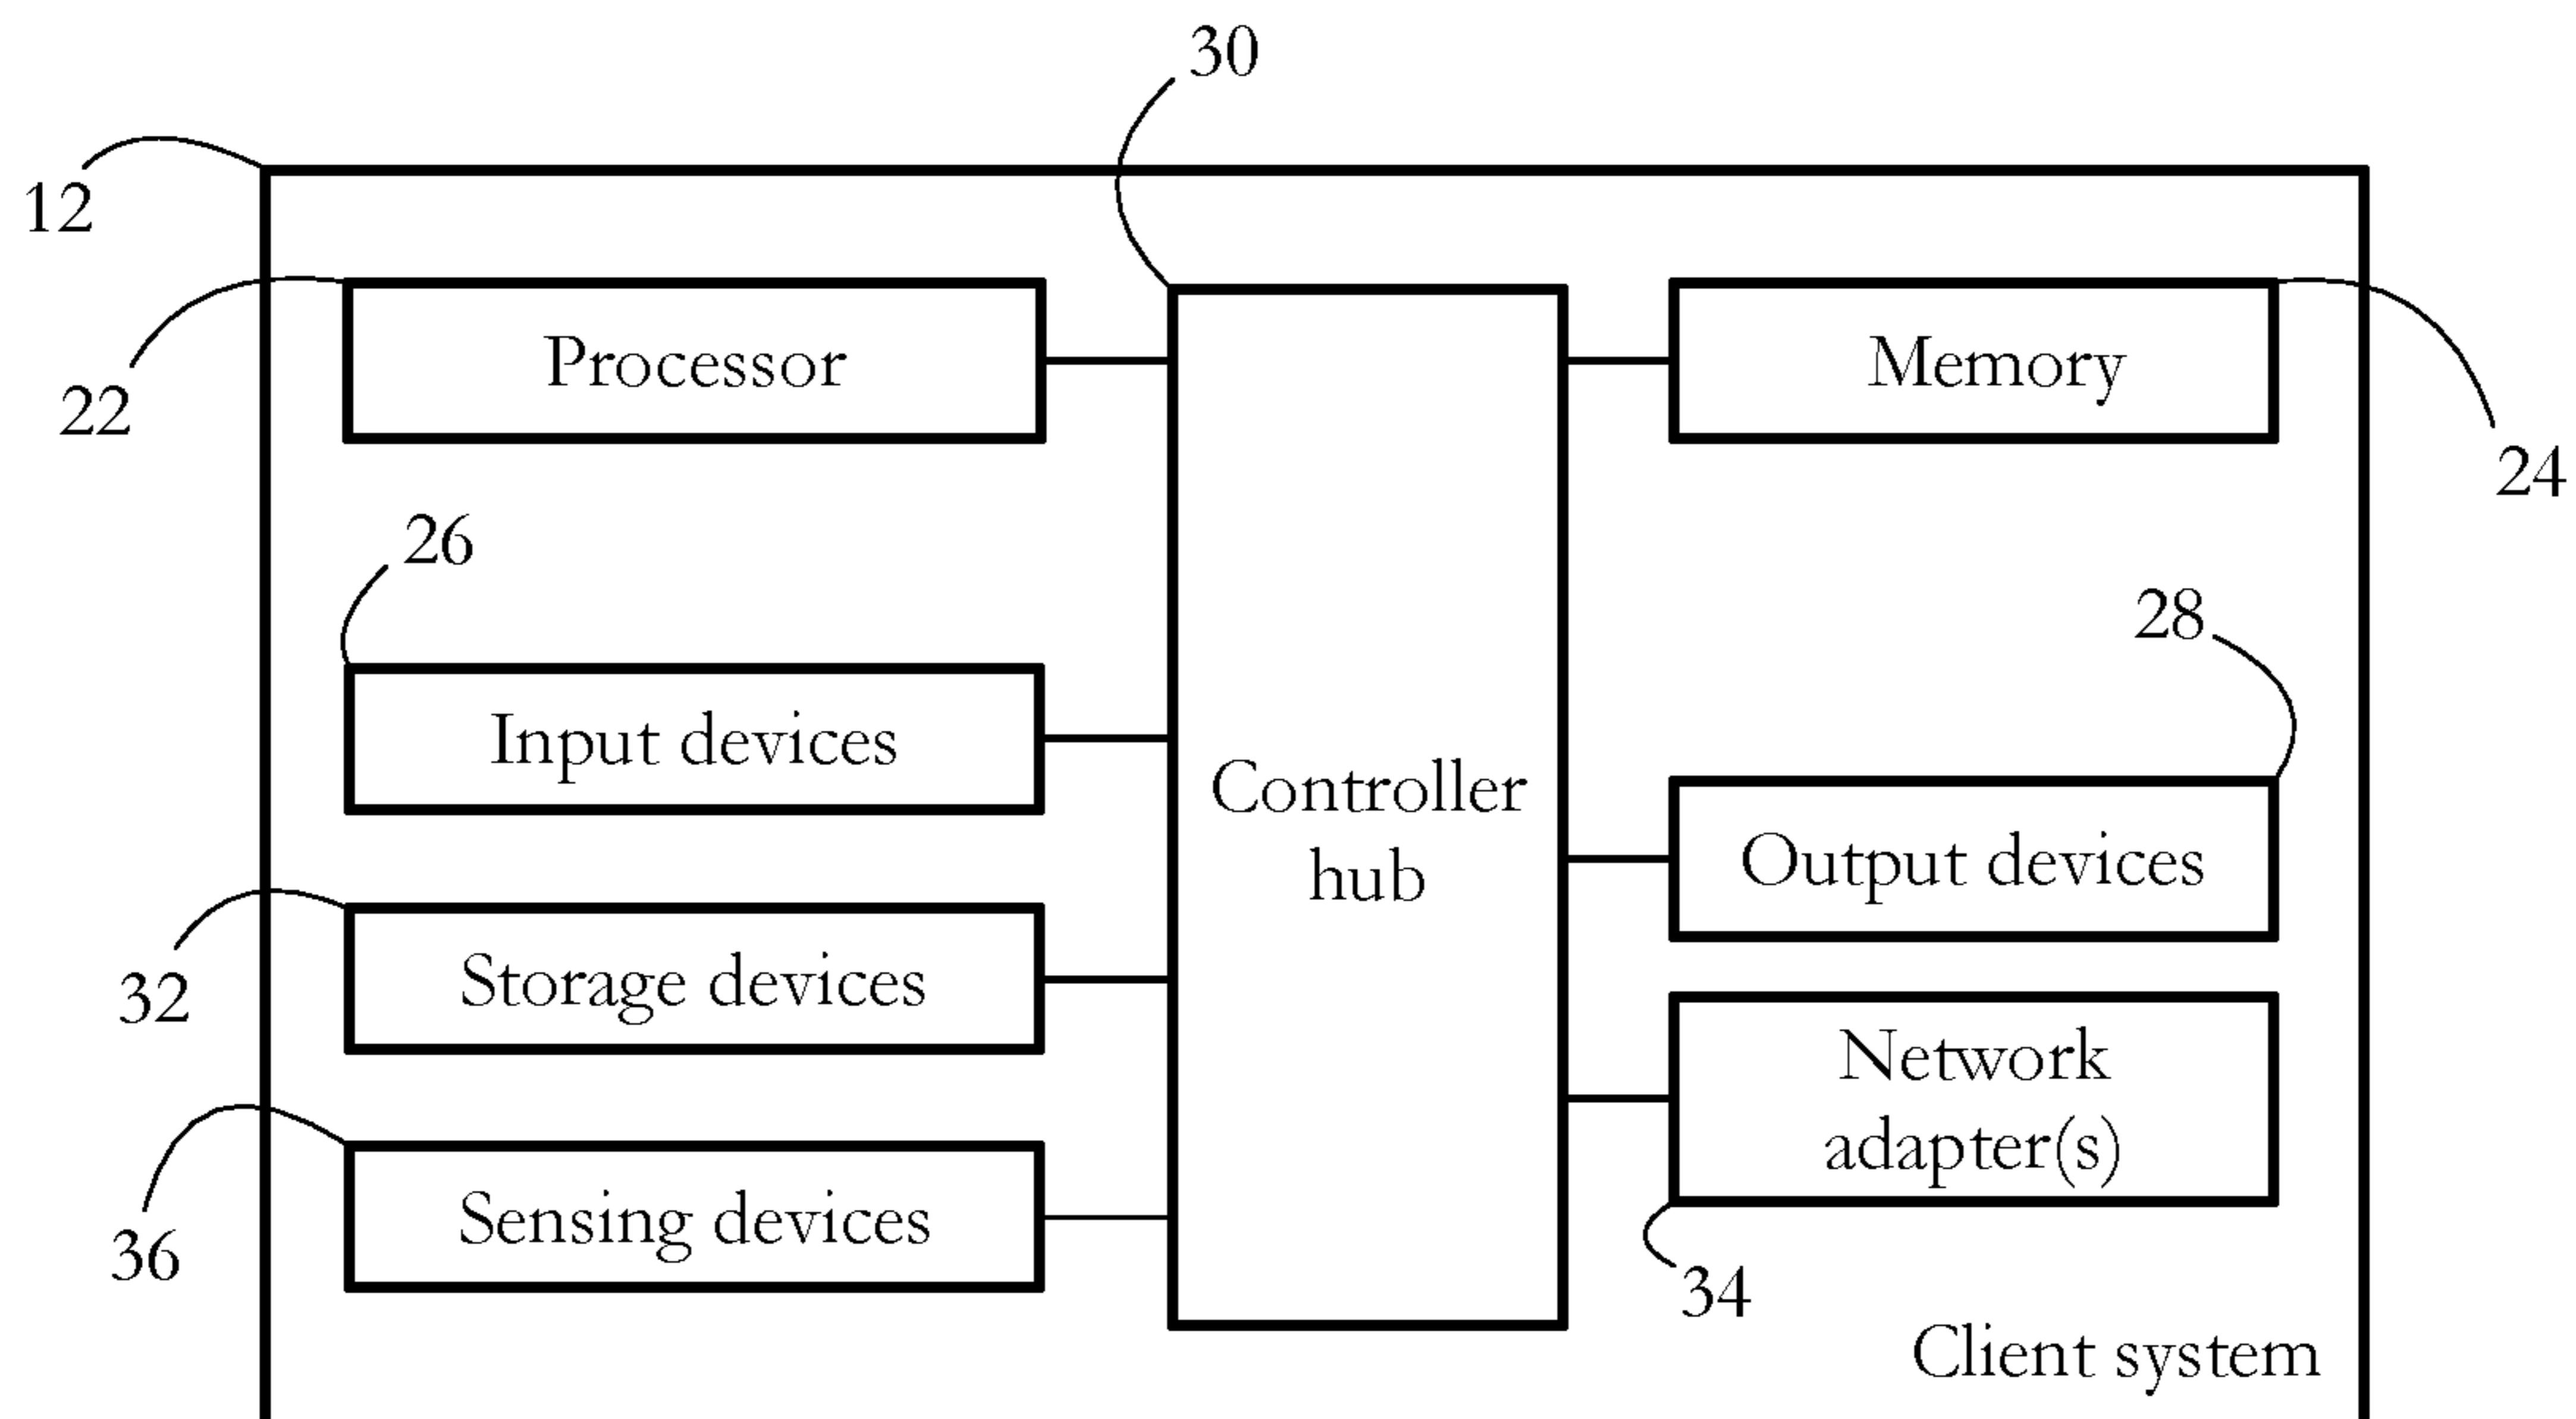 30
12
Processor
Memory
22
24
26
28
Input devices
Controller
hub
Output devices
32
Storage devices
Network
adapter(s)
36
Sensing devices
34
Client system